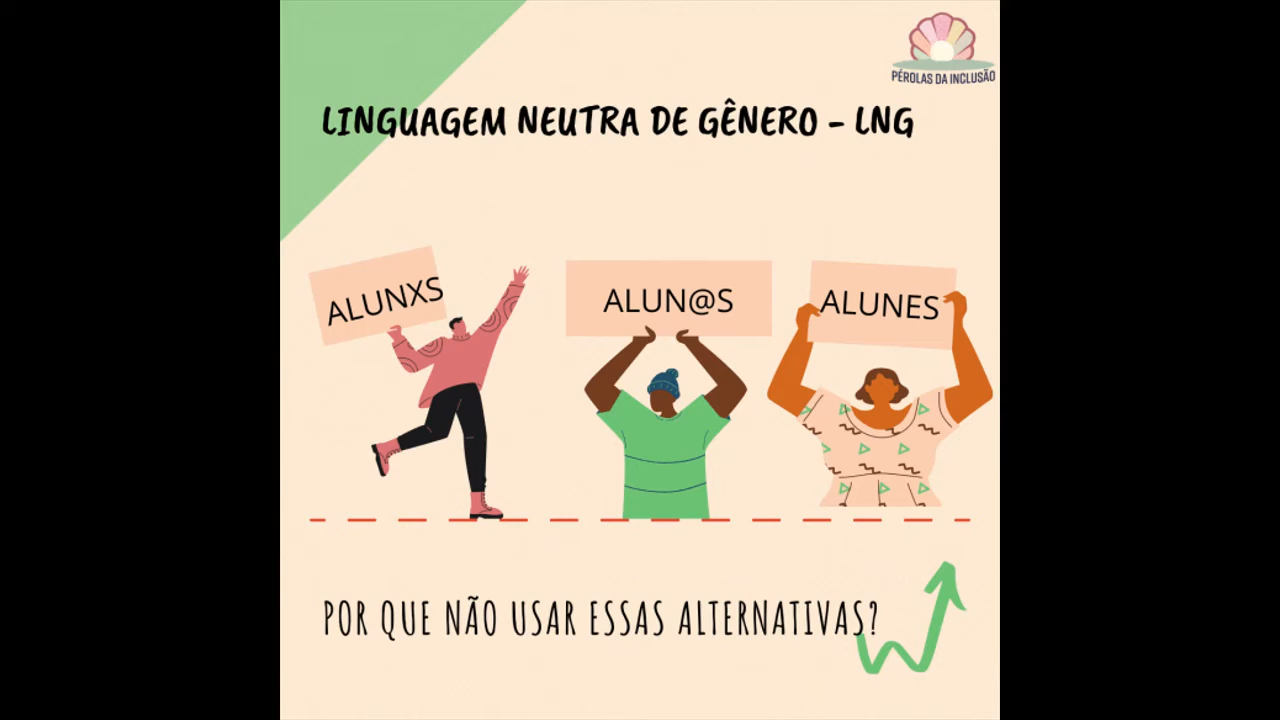 PÉROLAS DA INCLUSÃO
LINGUAGEM NEUTRA DE GÊNERO - LNG
ALUNXS
ALUN@S
ALUNES
POR QUE NÃO USAR ESSAS ALTERNATIVAS?